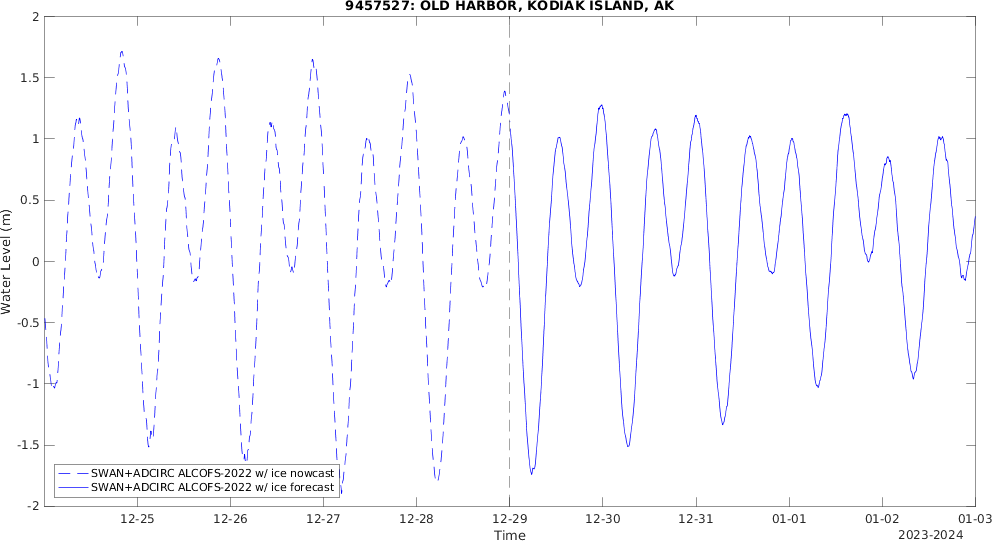 9457527: OLD HARBOR, KODIAK ISLAND, AK
2
1.5
1
0.5
0
-0.5
-1
-1.5
-2
Water Level (m)
SWAN+ADCIRC ALCOFS-2022 w/ ice nowcast
SWAN+ADCIRC ALCOFS-2022 w/ ice forecast
12-25 12-26 12-27 12-28 12-29 12-30 12-31 01-01 01-02 01-03
Time
2023-2024